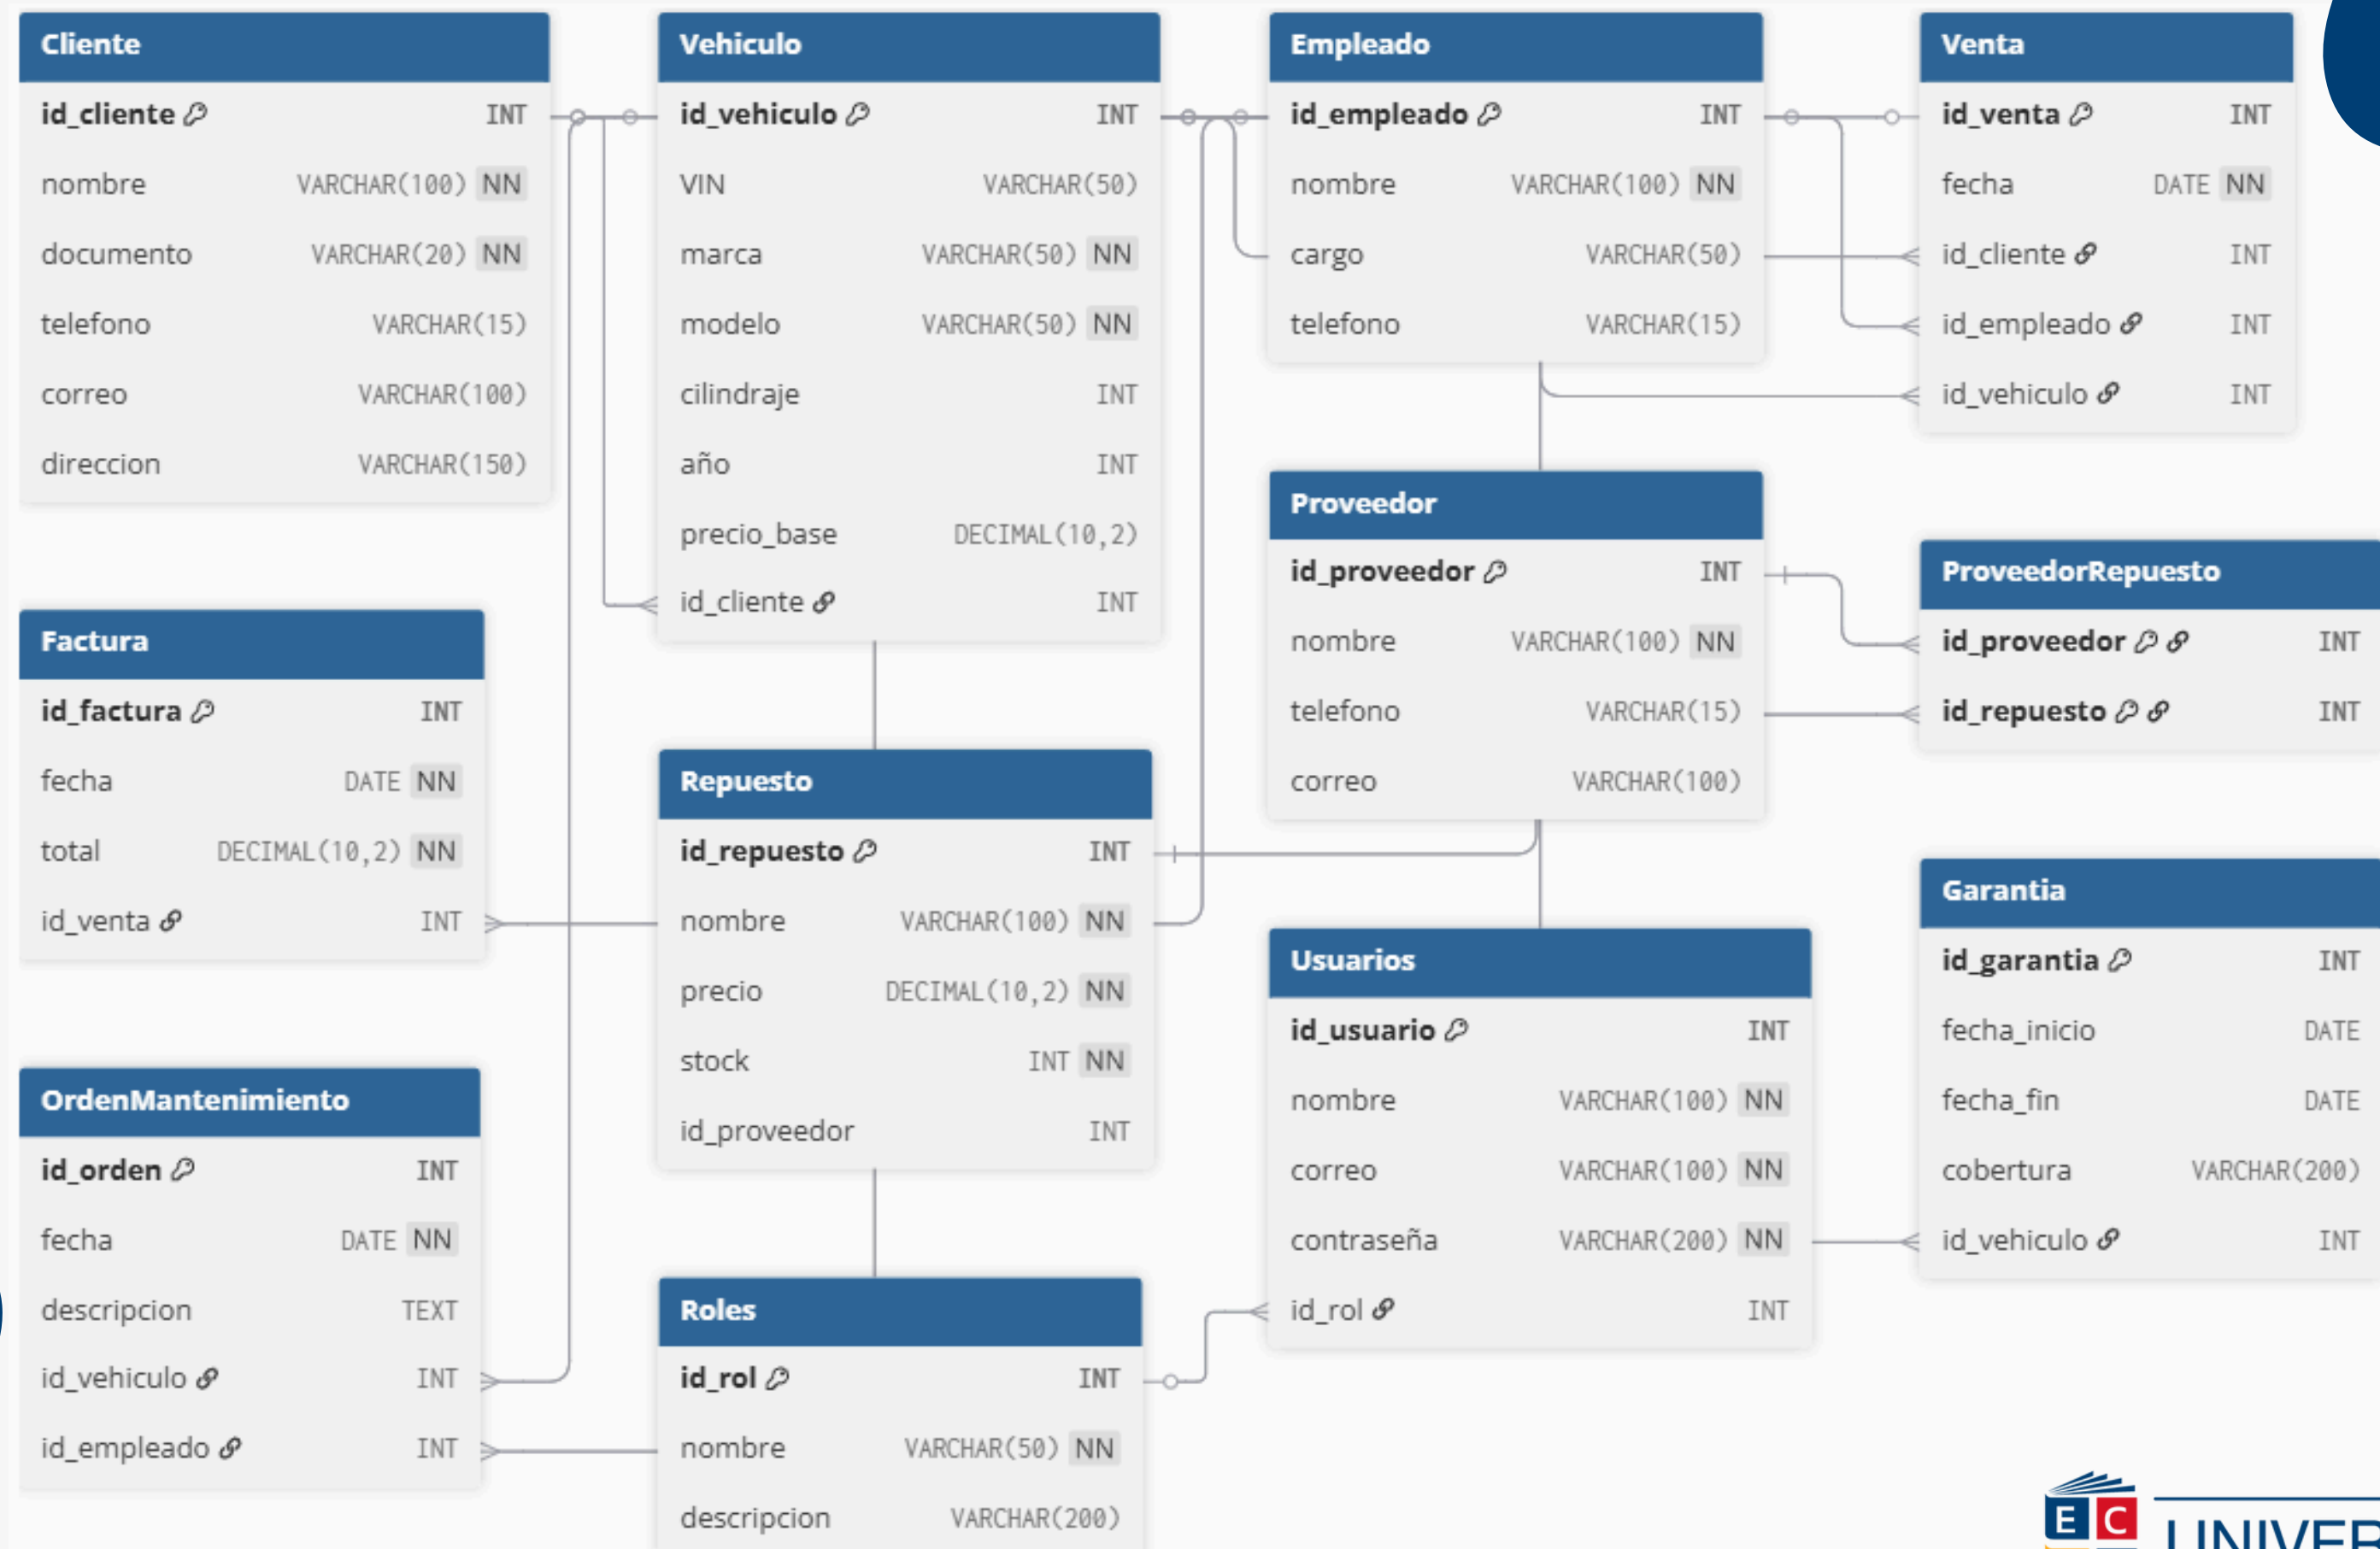 Cliente
id_cliente INT
nombre VARCHAR(100) NN
documento VARCHAR(20) NN
telefono VARCHAR(15)
correo VARCHAR(100)
direccion VARCHAR(150)
Vehiculo
id_vehiculo INT
VIN VARCHAR(50)
marca VARCHAR(50) NN
modelo VARCHAR(50) NN
cilindraje INT
año INT
precio_base DECIMAL(10,2)
id_cliente INT
Empleado
id_empleado INT
nombre VARCHAR(100) NN
cargo VARCHAR(50)
telefono VARCHAR(15)
Venta
id_venta INT
fecha DATE NN
id_cliente INT
id_empleado INT
id_vehiculo INT
Proveedor
id_proveedor INT
nombre VARCHAR(100) NN
telefono VARCHAR(15)
correo VARCHAR(100)
ProveedorRepuesto
id_proveedor INT
id_repuesto INT
Factura
id_factura INT
fecha DATE NN
total DECIMAL(10,2) NN
id_venta INT
Repuesto
id_repuesto INT
nombre VARCHAR(100) NN
precio DECIMAL(10,2) NN
stock INT NN
id_proveedor INT
Usuarios
id_usuario INT
nombre VARCHAR(100) NN
correo VARCHAR(100) NN
contraseña VARCHAR(200) NN
id_rol INT
Garantia
id_garantia INT
fecha_inicio DATE
fecha_fin DATE
cobertura VARCHAR(200)
id_vehiculo INT
OrdenMantenimiento
id_orden INT
fecha DATE NN
descripcion TEXT
id_vehiculo INT
id_empleado INT
Roles
id_rol INT
nombre VARCHAR(50) NN
descripcion VARCHAR(200)
E C